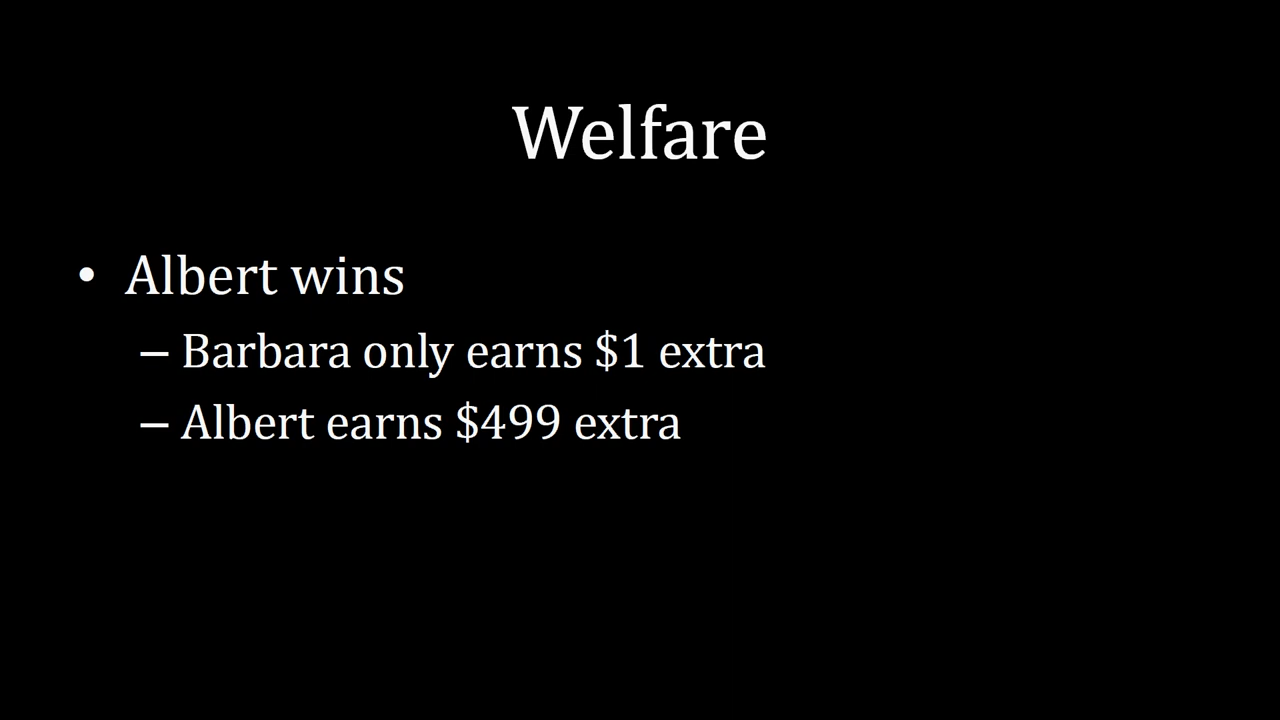 Welfare
• Albert wins
– Barbara only earns $1 extra
– Albert earns $499 extra